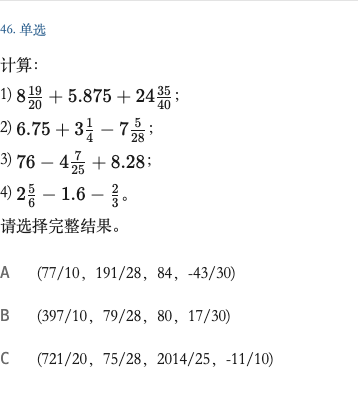 46. 单选
计算：
1) 8 19/20 + 5.875 + 24 35/40；
2) 6.75 + 3 1/4 − 7 5/28；
3) 76 − 4 7/25 + 8.28；
4) 2 5/6 − 1.6 − 2/3。
请选择完整结果。
A (77/10，191/28，84，-43/30)
B (397/10，79/28，80，17/30)
C (721/20，75/28，2014/25，-11/10)